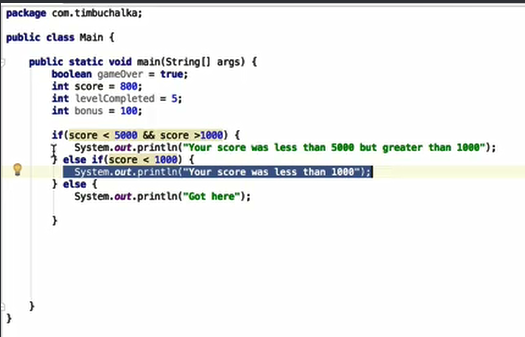 package com.timbuchalka;
public class Main {
public static void main(String[] args) {
boolean gameOver = true;
int score = 800;
int levelCompleted = 5;
int bonus = 100;
if(score < 5000 && score >1000) {
System.out.println("Your score was less than 5000 but greater than 1000");
} else if(score < 1000) {
System.out.println("Your score was less than 1000");
} else {
System.out.println("Got here");
}
}
}